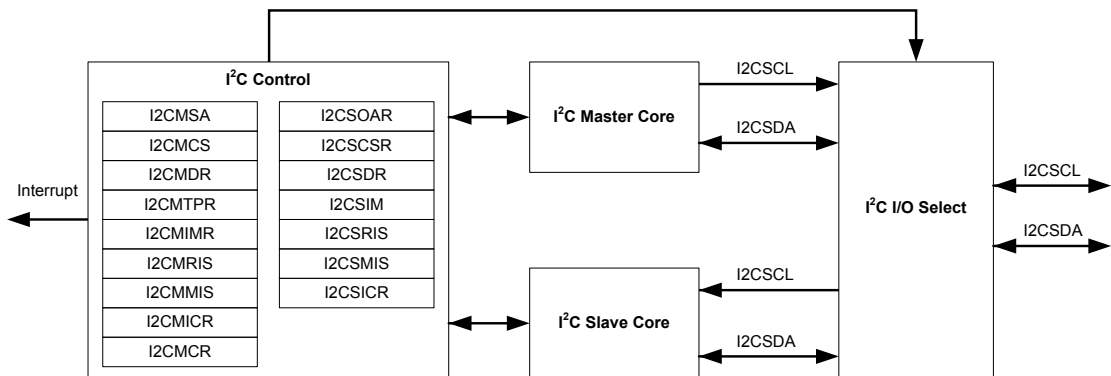 I²C Control
I2CMSA
I2CMCS
I2CMDR
I2CMTPR
I2CMIMR
I2CMRIS
I2CMMIS
I2CMICR
I2CMCR
I2CSOAR
I2CSCSR
I2CSDR
I2CSIM
I2CSRIS
I2CSMIS
I2CSICR
Interrupt
I²C Master Core
I2CSCL
I2CSDA
I²C Slave Core
I2CSCL
I2CSDA
I²C I/O Select
I2CSCL
I2CSDA